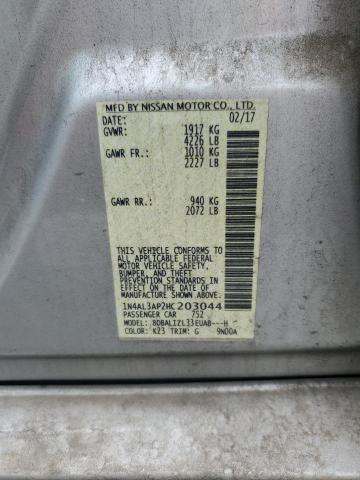 MFD BY NISSAN MOTOR CO., LTD.
DATE: 02/17
GVWR: 1917 KG
4226 LB
GAWR FR.: 1010 KG
2227 LB
GAWR RR.: 940 KG
2072 LB
THIS VEHICLE CONFORMS TO ALL
APPLICABLE FEDERAL
MOTOR VEHICLE SAFETY,
BUMPER, AND THEFT PREVENTION
STANDARDS IN EFFECT ON THE
DATE OF MANUFACTURE
SHOWN ABOVE.
1N4AL3AP2HC203044
PASSENGER CAR 752
MODEL: BDBALIZL33EUAB---H
COLOR: K23 TRIM: G 9N00A